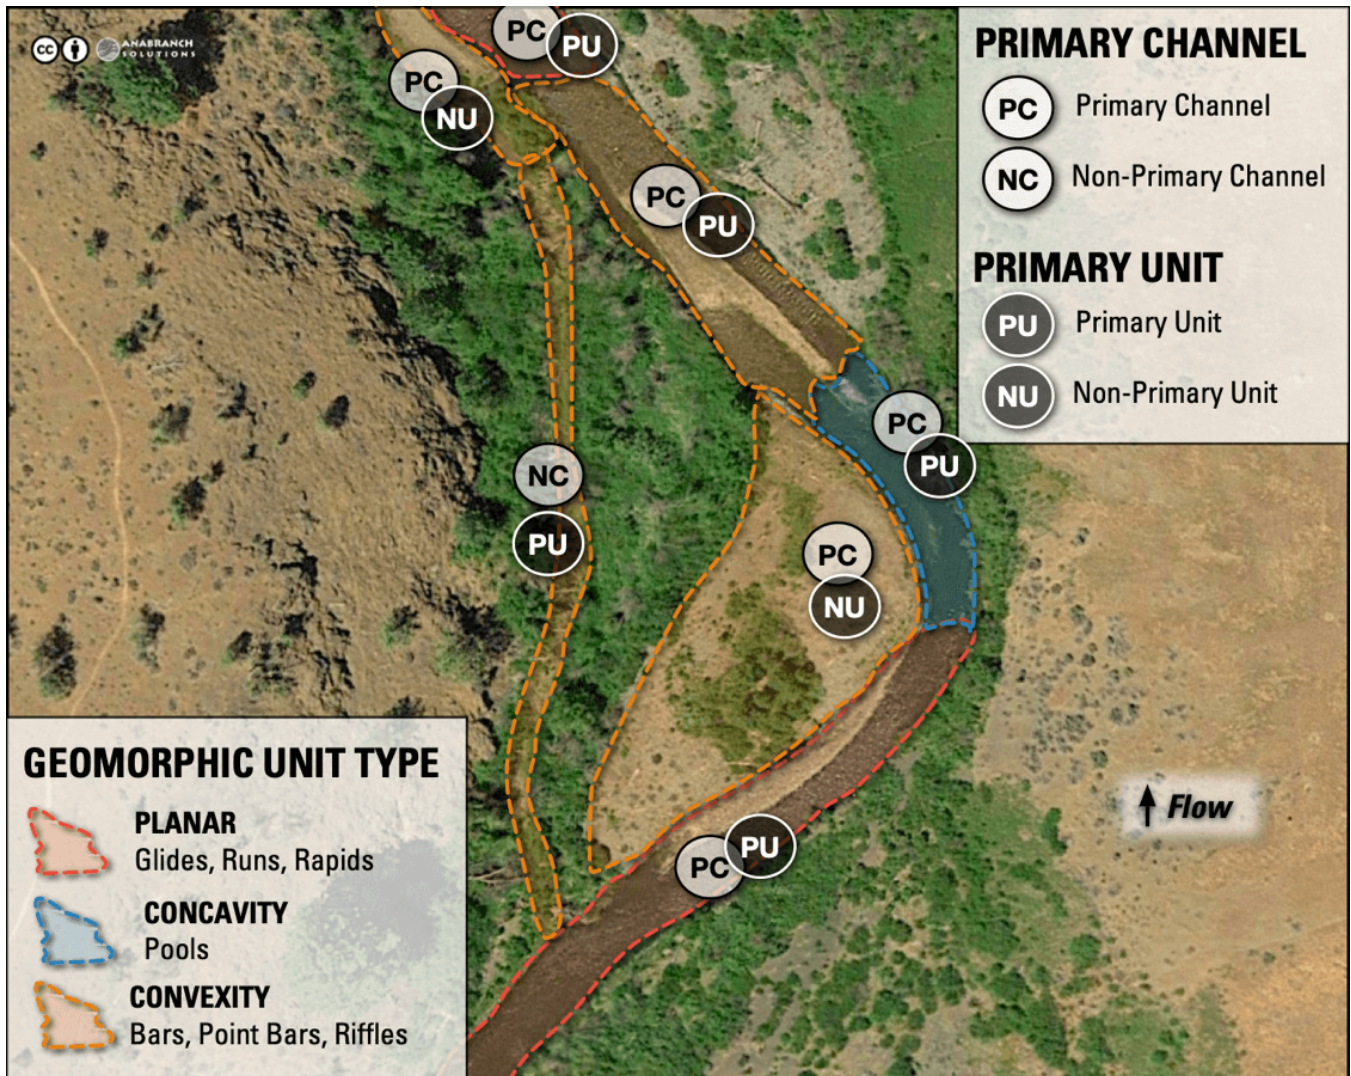 cc
ANABRANCH
SOLUTIONS
PC
PU
PC
NU
PC
PU
PC
PU
NC
PU
PC
NU
PC
PU
PRIMARY CHANNEL
PC Primary Channel
NC Non-Primary Channel
PRIMARY UNIT
PU Primary Unit
NU Non-Primary Unit
Flow
GEOMORPHIC UNIT TYPE
PLANAR
Glides, Runs, Rapids
CONCAVITY
Pools
CONVEXITY
Bars, Point Bars, Riffles